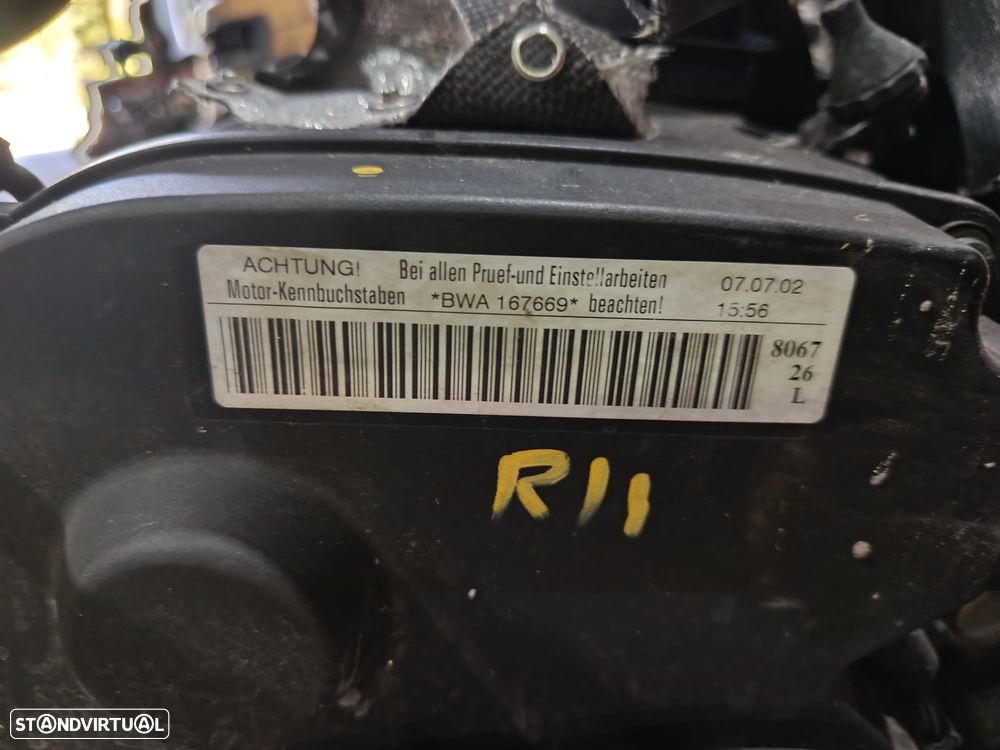 ACHTUNG! Bei allen Pruef-und Einstellarbeiten 07.07.02
Motor-Kennbuchstaben *BWA 167669* beachten! 15:56
8067
26
L
R11
STANDVIRTUAL